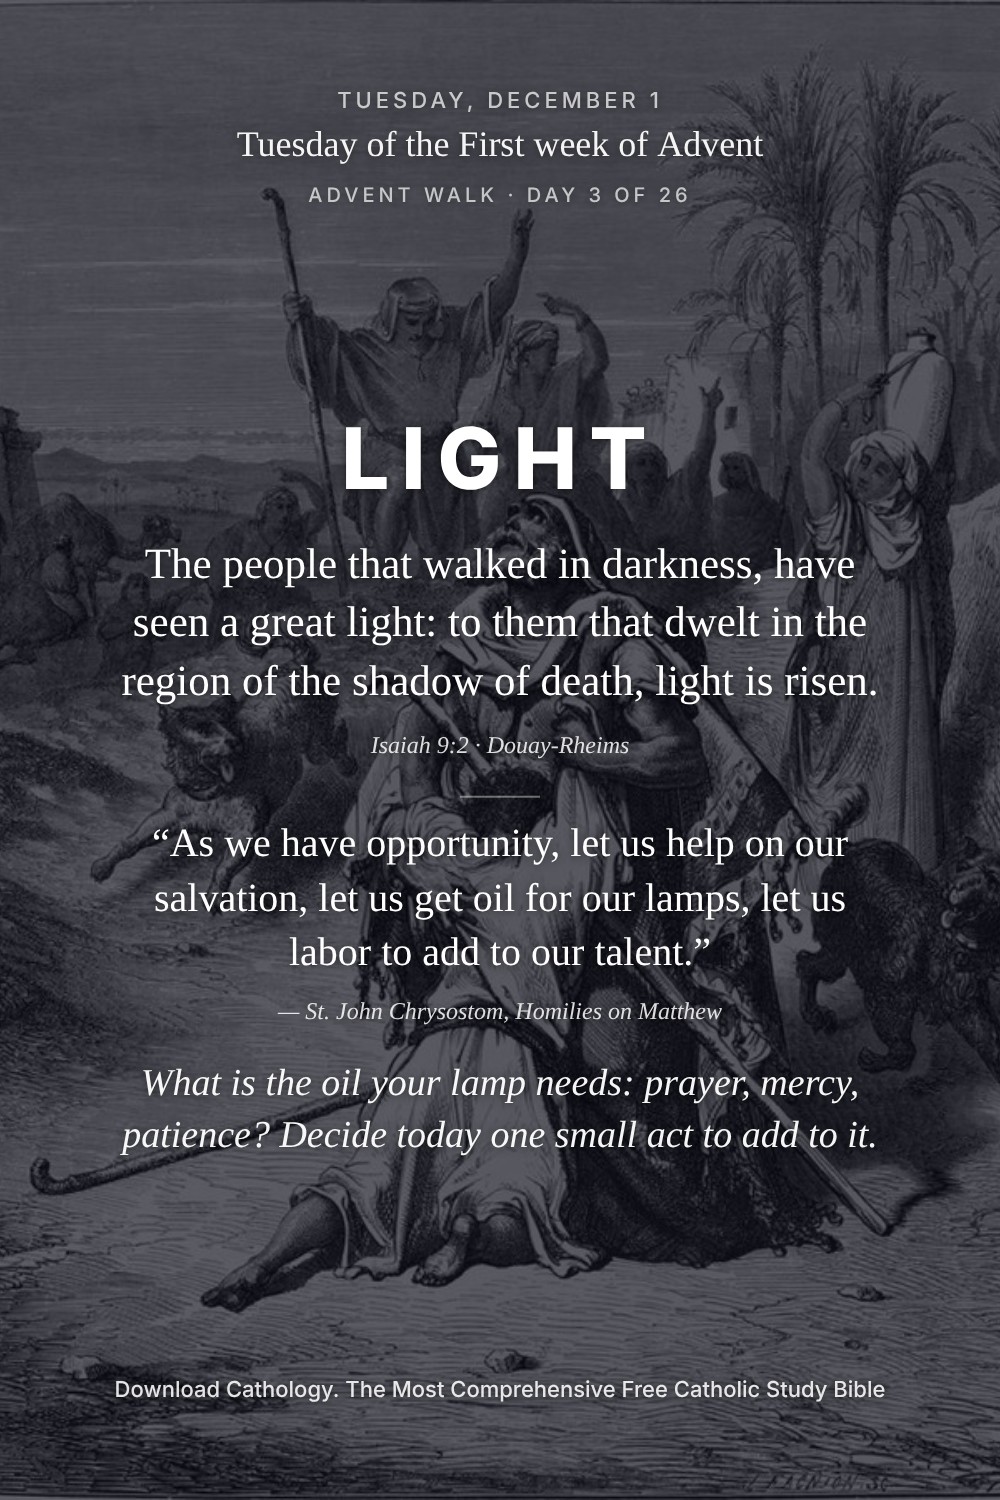 TUESDAY, DECEMBER 1
Tuesday of the First week of Advent
ADVENT WALK · DAY 3 OF 26
LIGHT
The people that walked in darkness, have
seen a great light: to them that dwelt in the
region of the shadow of death, light is risen.
Isaiah 9:2 · Douay-Rheims
“As we have opportunity, let us help on our
salvation, let us get oil for our lamps, let us
labor to add to our talent.”
— St. John Chrysostom, Homilies on Matthew
What is the oil your lamp needs: prayer, mercy,
patience? Decide today one small act to add to it.
Download Cathology. The Most Comprehensive Free Catholic Study Bible